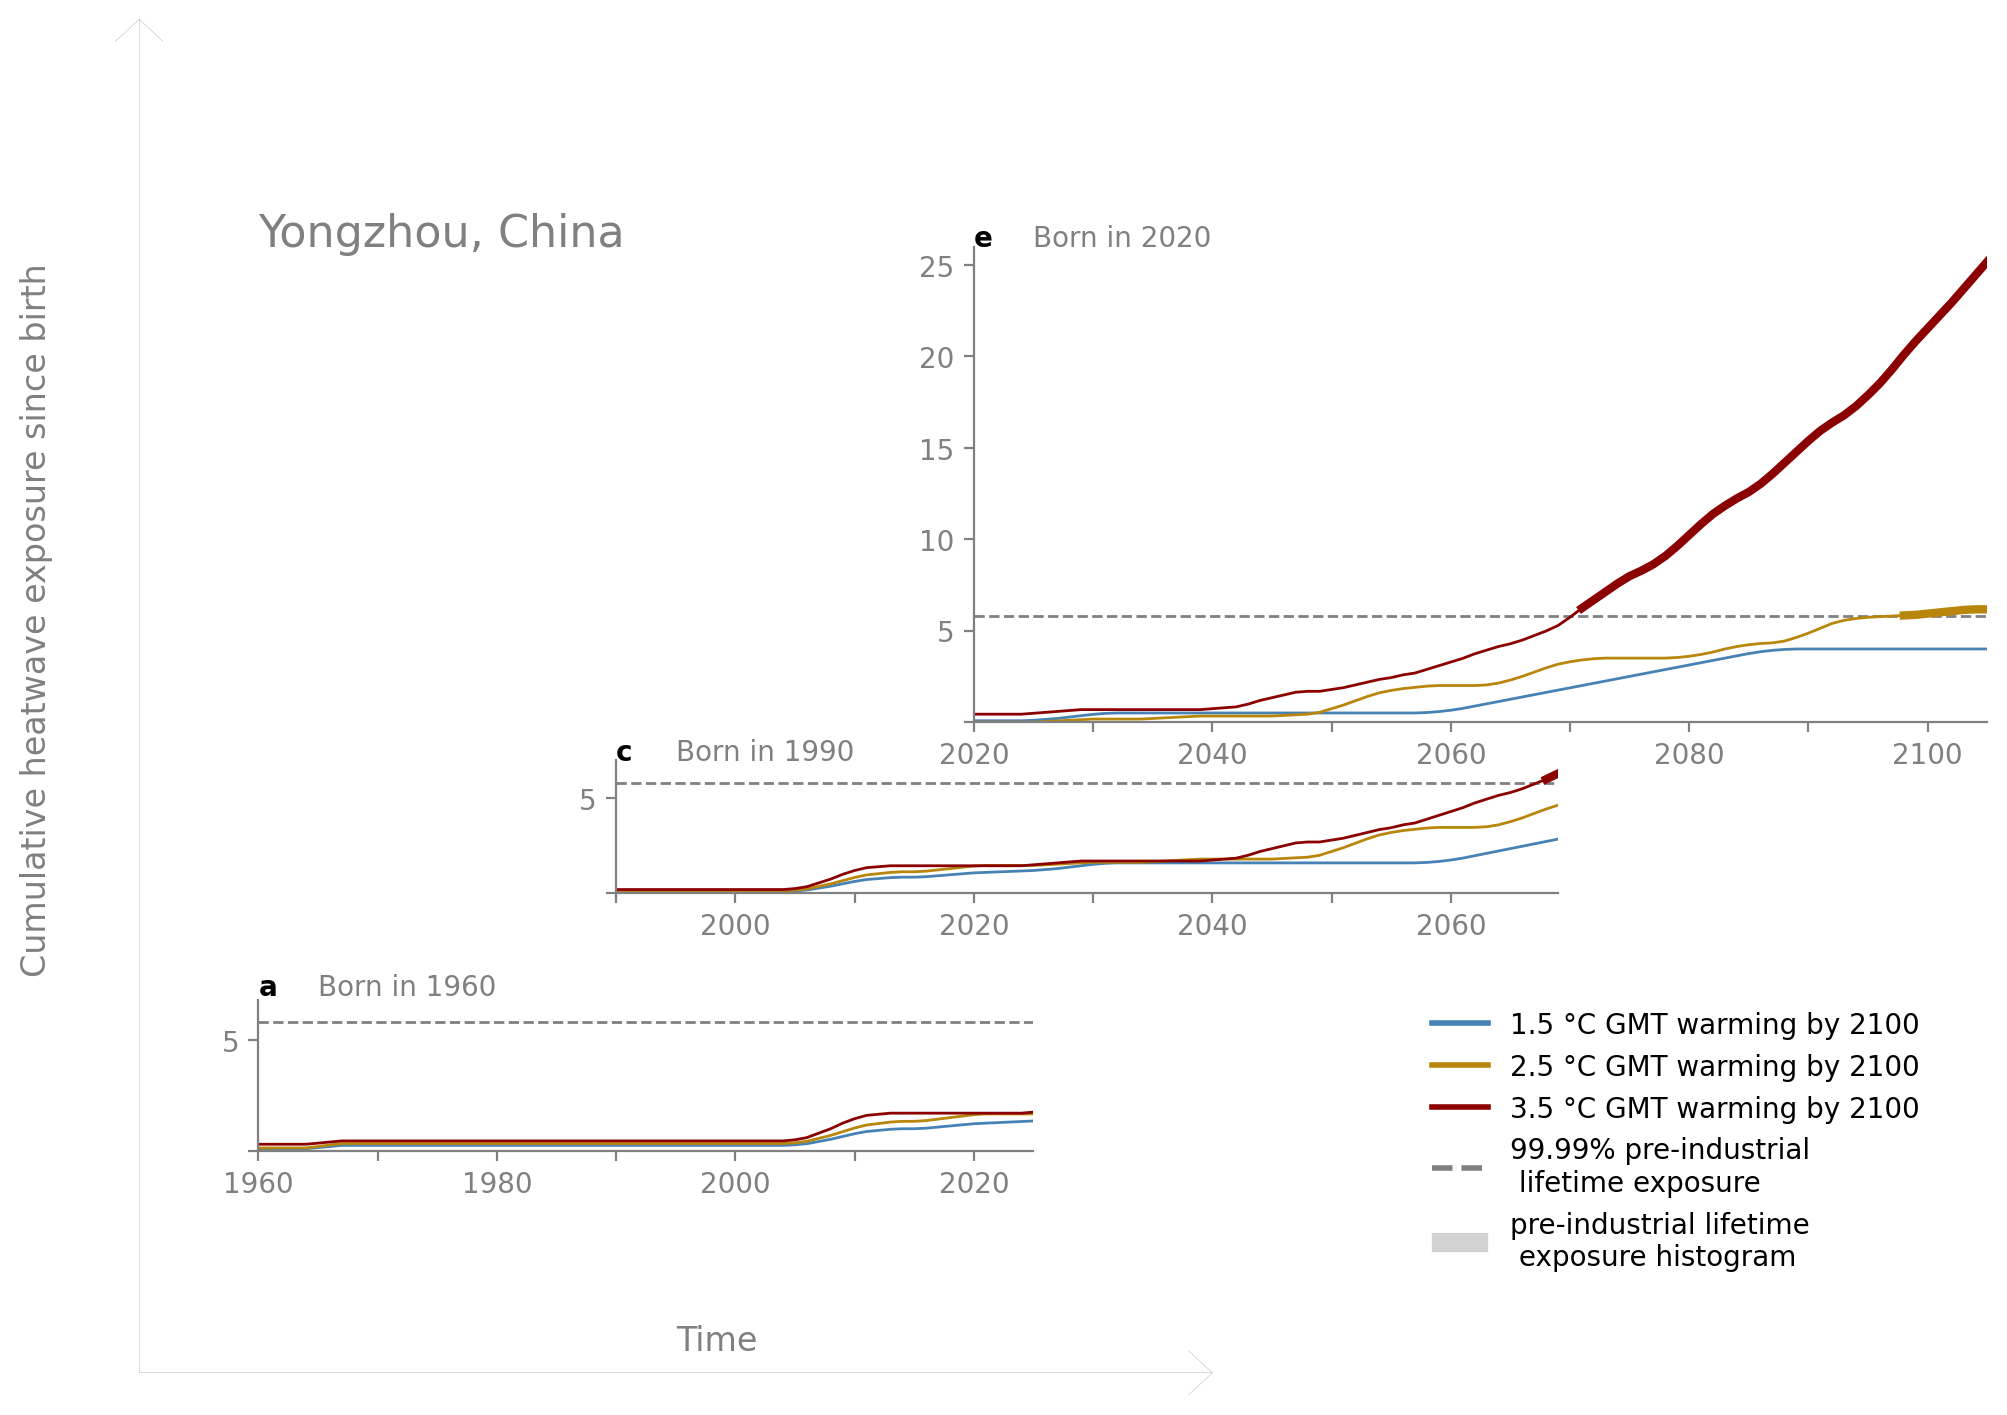 Cumulative heatwave exposure since birth
Yongzhou, China
e Born in 2020
25
20
15
10
5
2020 2040 2060 2080 2100
c Born in 1990
5
2000 2020 2040 2060
a Born in 1960
5
1960 1980 2000 2020
1.5 °C GMT warming by 2100
2.5 °C GMT warming by 2100
3.5 °C GMT warming by 2100
99.99% pre-industrial
lifetime exposure
pre-industrial lifetime
exposure histogram
Time